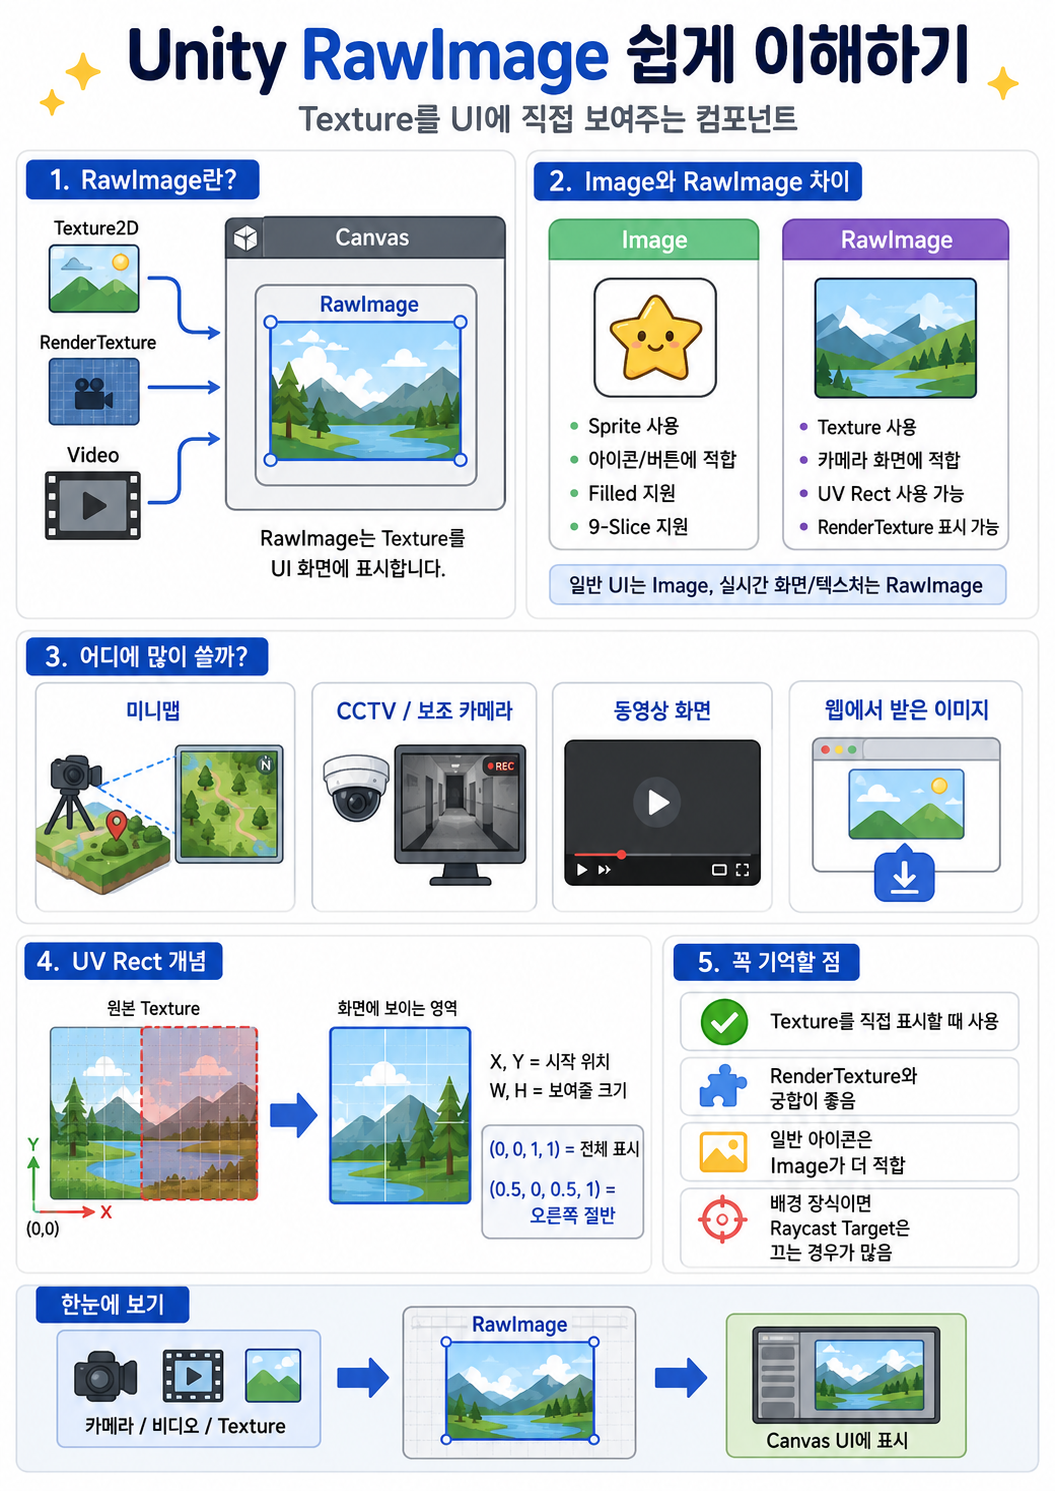 Unity RawImage 쉽게 이해하기
Texture를 UI에 직접 보여주는 컴포넌트
1. RawImage란?
Texture2D
RenderTexture
Video
Canvas
RawImage
RawImage는 Texture를
UI 화면에 표시합니다.
2. Image와 RawImage 차이
Image
• Sprite 사용
• 아이콘/버튼에 적합
• Filled 지원
• 9-Slice 지원
RawImage
• Texture 사용
• 카메라 화면에 적합
• UV Rect 사용 가능
• RenderTexture 표시 가능
일반 UI는 Image, 실시간 화면/텍스처는 RawImage
3. 어디에 많이 쓸까?
미니맵
N
CCTV / 보조 카메라
REC
동영상 화면
웹에서 받은 이미지
4. UV Rect 개념
원본 Texture
Y
X
(0,0)
화면에 보이는 영역
X, Y = 시작 위치
W, H = 보여줄 크기
(0, 0, 1, 1) = 전체 표시
(0.5, 0, 0.5, 1) =
오른쪽 절반
5. 꼭 기억할 점
Texture를 직접 표시할 때 사용
RenderTexture와
궁합이 좋음
일반 아이콘은
Image가 더 적합
배경 장식이면
Raycast Target은
끄는 경우가 많음
한눈에 보기
카메라 / 비디오 / Texture
RawImage
Canvas UI에 표시